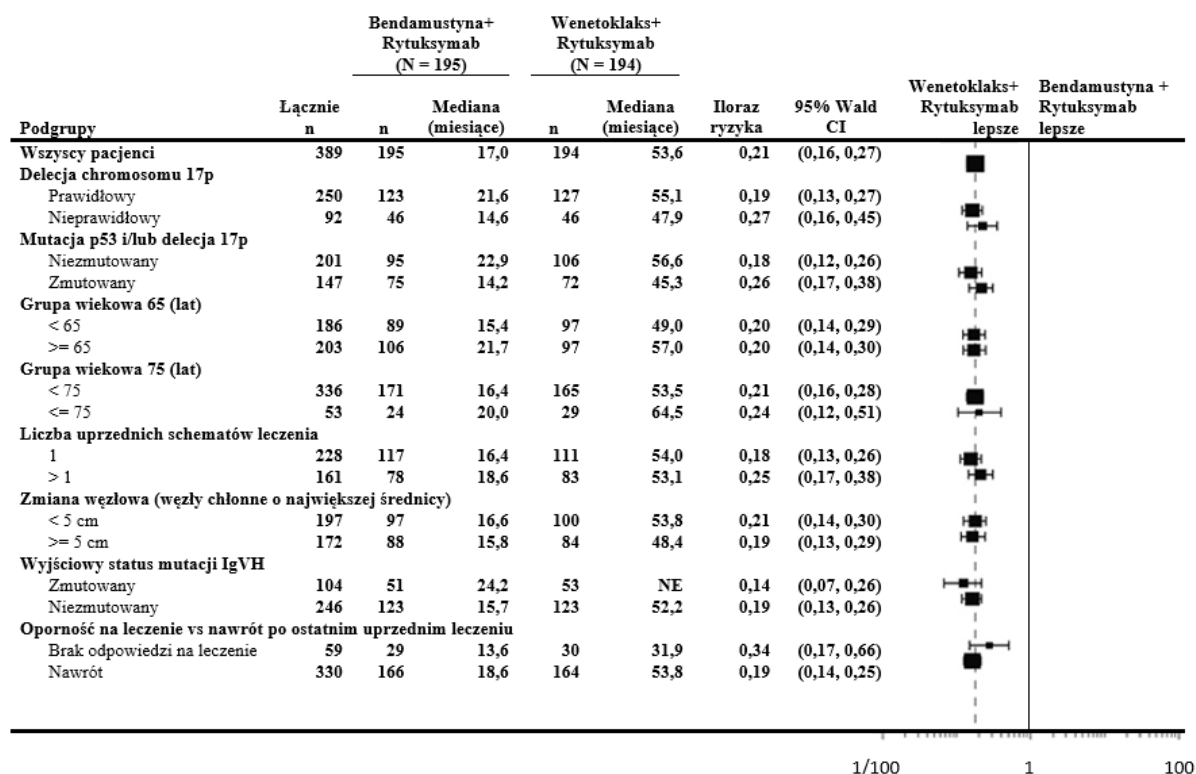 Bendamustyna+ Wenetoklaks+
Rytuksymab Rytuksymab
(N = 195) (N = 194)
Wenetoklaks+ Bendamustyna +
Łącznie Mediana Mediana Iloraz 95% Wald Rytuksymab Rytuksymab
Podgrupy n n (miesiące) n (miesiące) ryzyka CI lepsze lepsze
Wszyscy pacjenci 389 195 17,0 194 53,6 0,21 (0,16, 0,27)
Delecja chromosomu 17p
Prawidłowy 250 123 21,6 127 55,1 0,19 (0,13, 0,27)
Nieprawidłowy 92 46 14,6 46 47,9 0,27 (0,16, 0,45)
Mutacja p53 i/lub delecja 17p
Niezmutowany 201 95 22,9 106 56,6 0,18 (0,12, 0,26)
Zmutowany 147 75 14,2 72 45,3 0,26 (0,17, 0,38)
Grupa wiekowa 65 (lat)
< 65 186 89 15,4 97 49,0 0,20 (0,14, 0,29)
>= 65 203 106 21,7 97 57,0 0,20 (0,14, 0,30)
Grupa wiekowa 75 (lat)
< 75 336 171 16,4 165 53,5 0,21 (0,16, 0,28)
<= 75 53 24 20,0 29 64,5 0,24 (0,12, 0,51)
Liczba uprzednich schematów leczenia
1 228 117 16,4 111 54,0 0,18 (0,13, 0,26)
> 1 161 78 18,6 83 53,1 0,25 (0,17, 0,38)
Zmiana węzłowa (węzły chłonne o największej średnicy)
< 5 cm 197 97 16,6 100 53,8 0,21 (0,14, 0,30)
>= 5 cm 172 88 15,8 84 48,4 0,19 (0,13, 0,29)
Wyjściowy status mutacji IgVH
Zmutowany 104 51 24,2 53 NE 0,14 (0,07, 0,26)
Niezmutowany 246 123 15,7 123 52,2 0,19 (0,13, 0,26)
Oporność na leczenie vs nawrót po ostatnim uprzednim leczeniu
Brak odpowiedzi na leczenie 59 29 13,6 30 31,9 0,34 (0,17, 0,66)
Nawrót 330 166 18,6 164 53,8 0,19 (0,14, 0,25)
1/100 1 100